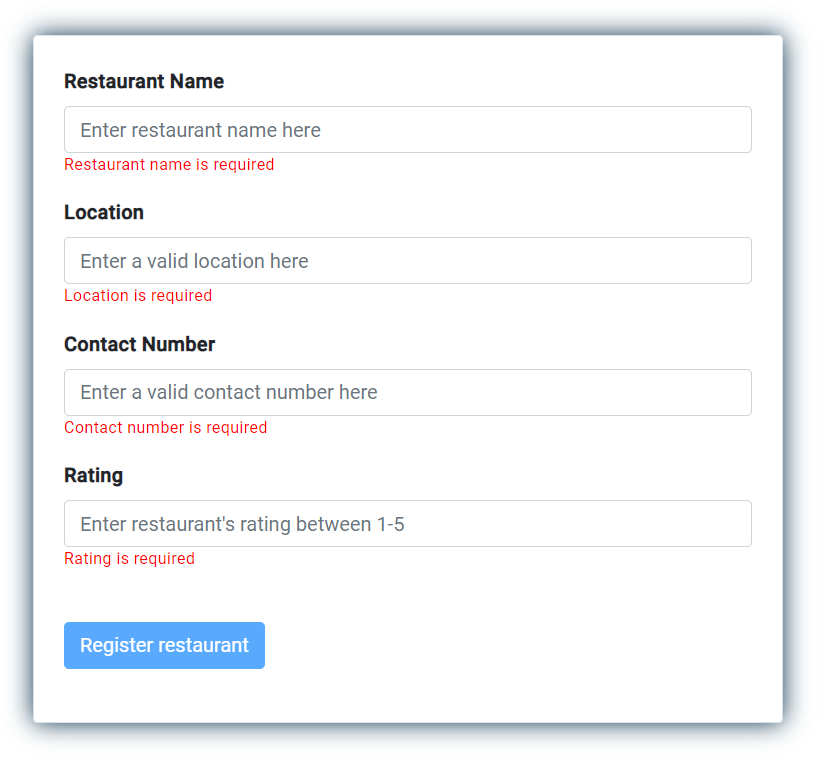 Restaurant Name
Enter restaurant name here
Restaurant name is required
Location
Enter a valid location here
Location is required
Contact Number
Enter a valid contact number here
Contact number is required
Rating
Enter restaurant's rating between 1-5
Rating is required
Register restaurant